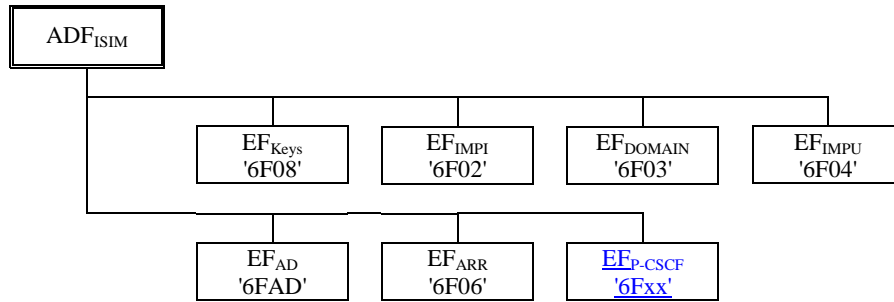 ADFISIM
EFKeys EFIMPI EFDOMAIN EFIMPU
'6F08' '6F02' '6F03' '6F04'
EFAD EFARR EFP-CSCF
'6FAD' '6F06' '6Fxx'